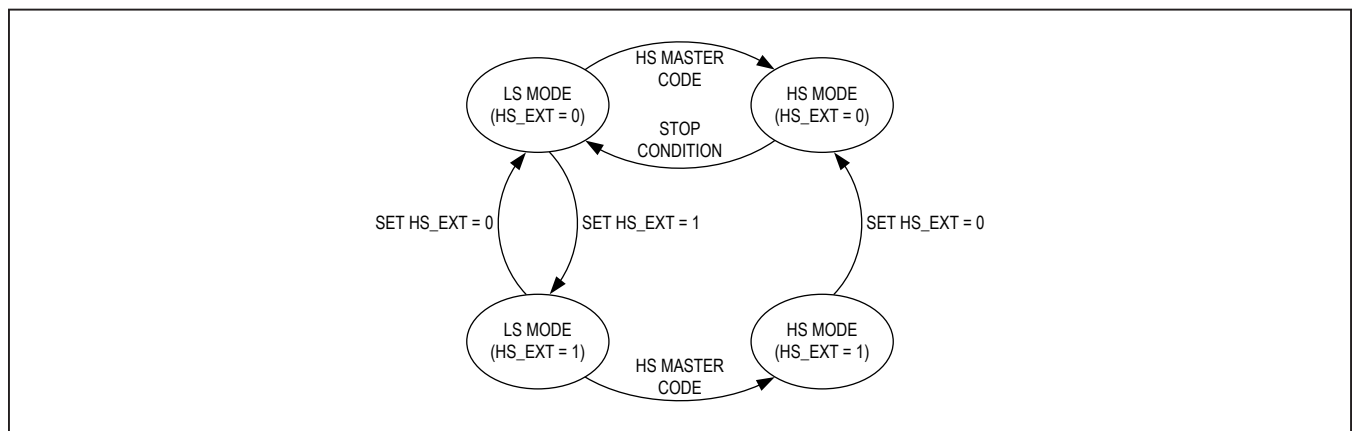 HS MASTER
CODE
LS MODE
(HS_EXT = 0)
HS MODE
(HS_EXT = 0)
STOP
CONDITION
SET HS_EXT = 0
SET HS_EXT = 1
SET HS_EXT = 0
LS MODE
(HS_EXT = 1)
HS MODE
(HS_EXT = 1)
HS MASTER
CODE